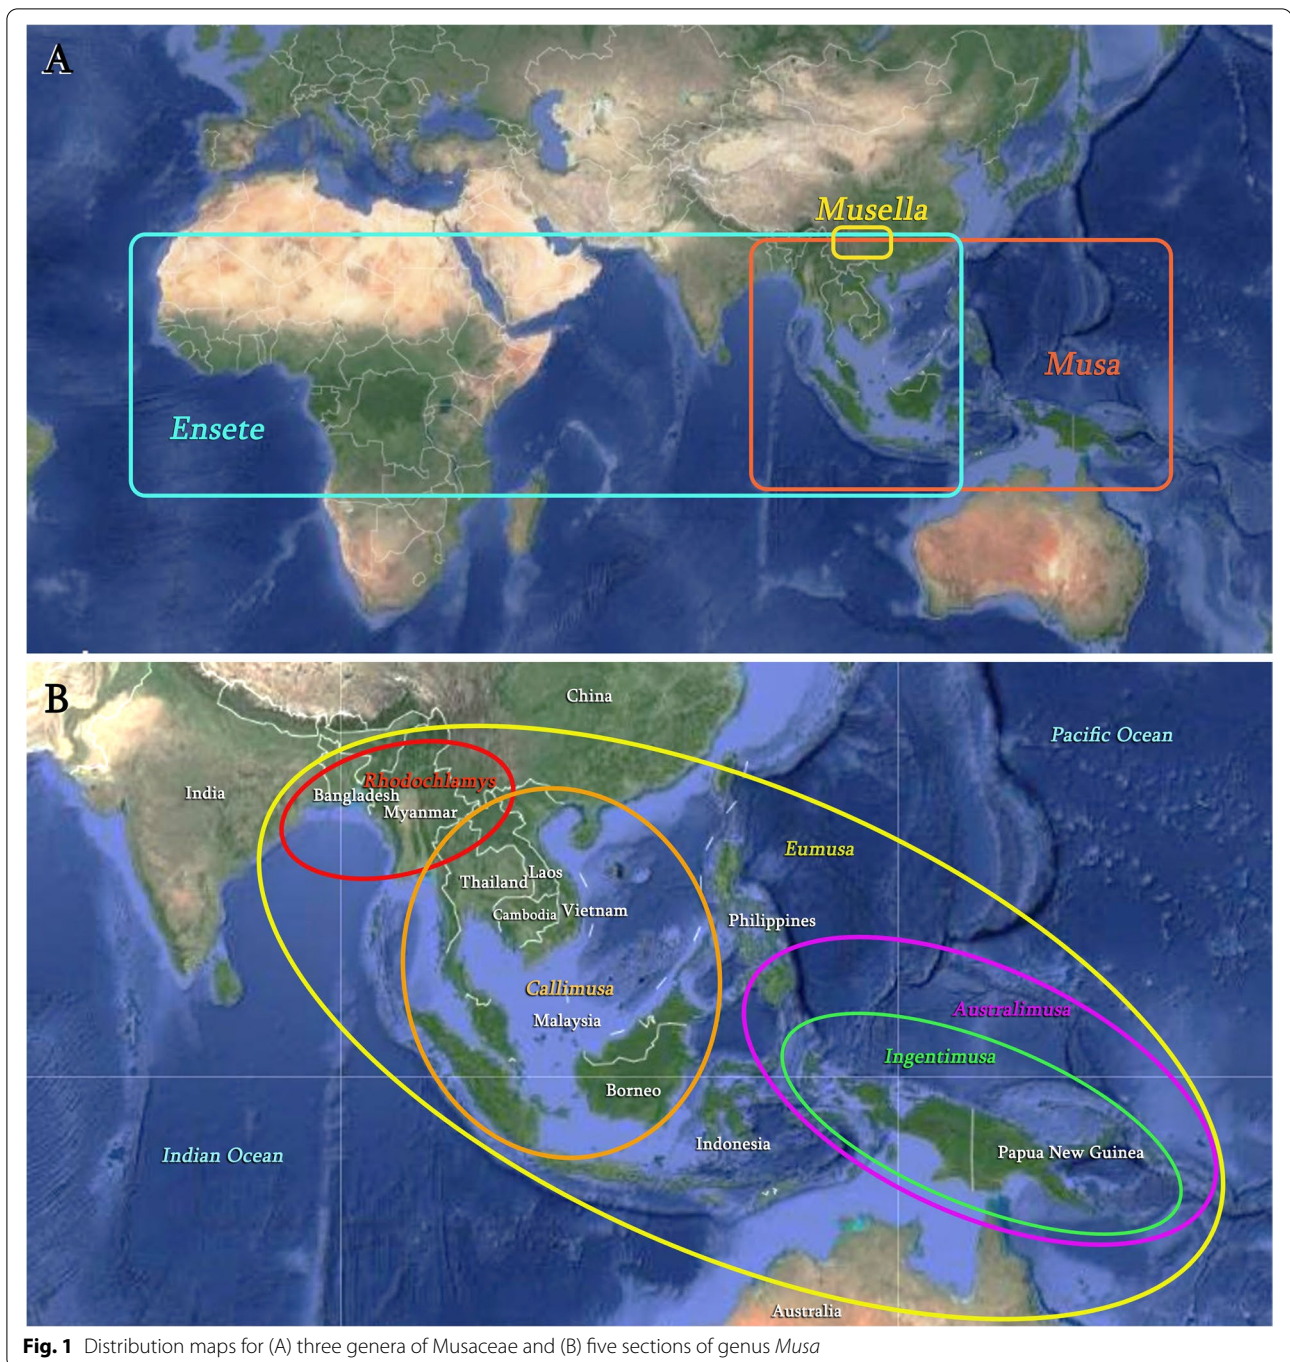 A
Musella
Musa
Ensete
B
China
Pacific Ocean
India
Rhodochlamys
Bangladesh
Myanmar
Eumusa
Laos
Thailand
Cambodia
Vietnam
Philippines
Callimusa
Australimusa
Malaysia
Ingentimusa
Borneo
Indonesia
Papua New Guinea
Indian Ocean
Australia
Fig. 1 Distribution maps for (A) three genera of Musaceae and (B) five sections of genus Musa